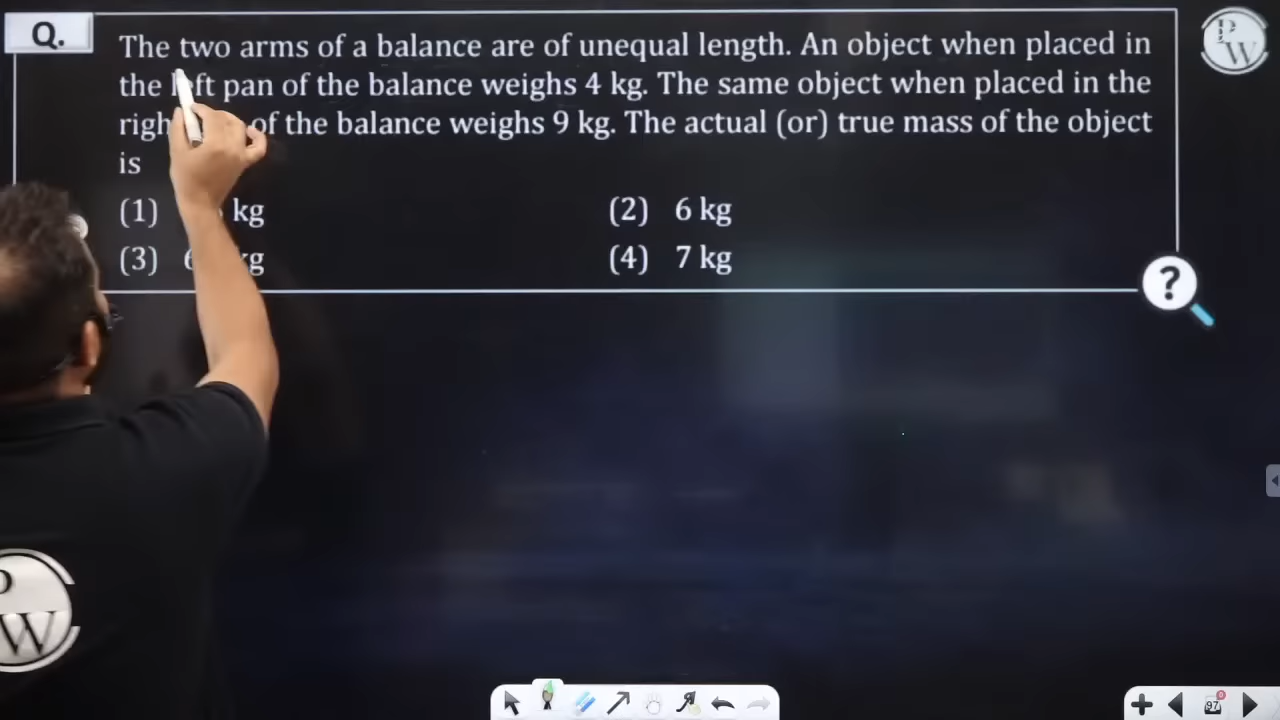 Q.
The two arms of a balance are of unequal length. An object when placed in
the pan of the balance weighs 4 kg. The same object when placed in the
of the balance weighs 9 kg. The actual (or) true mass of the object
is
(1) kg (2) 6 kg
(3) kg (4) 7 kg
P
W
?
P
W
97